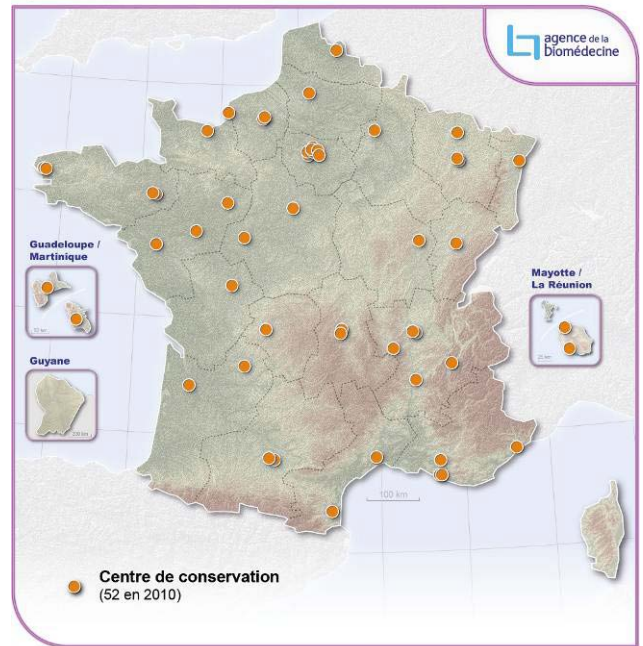 agence de la
biomédecine
Guadeloupe /
Martinique
Mayotte /
La Réunion
Guyane
100 km
Centre de conservation
(52 en 2010)